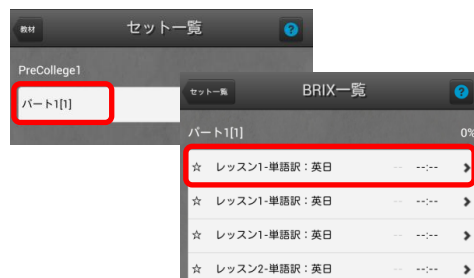 教材
セット一覧
?
PreCollege1
パート1[1]
セット一覧
BRIX一覧
?
パート1[1]
0%
☆ レッスン1-単語訳：英日 -- --:-- >
☆ レッスン1-単語訳：英日 -- --:-- >
☆ レッスン1-単語訳：英日 -- --:-- >
☆ レッスン2-単語訳：英日 -- --:-- >